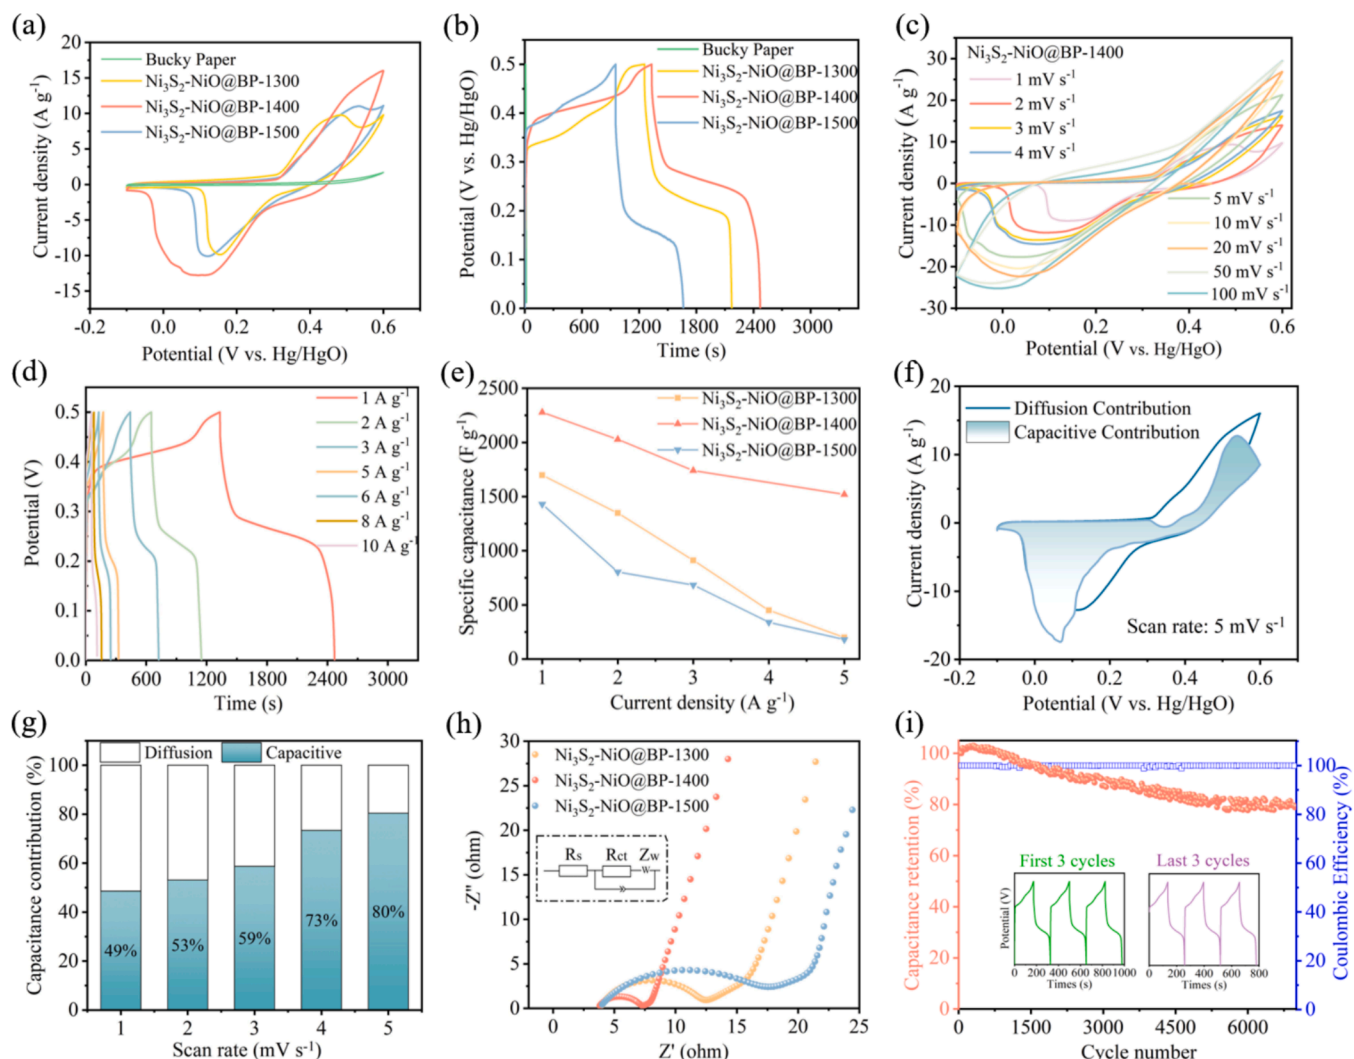 (a)
Bucky Paper
Ni₃S₂-NiO@BP-1300
Ni₃S₂-NiO@BP-1400
Ni₃S₂-NiO@BP-1500
Current density (A g⁻¹)
20
15
10
5
0
-5
-10
-15
-0.2 0.0 0.2 0.4 0.6
Potential (V vs. Hg/HgO)
(b)
Bucky Paper
Ni₃S₂-NiO@BP-1300
Ni₃S₂-NiO@BP-1400
Ni₃S₂-NiO@BP-1500
Potential (V vs. Hg/HgO)
0.5
0.4
0.3
0.2
0.1
0.0
0 600 1200 1800 2400 3000
Time (s)
(c)
Ni₃S₂-NiO@BP-1400
1 mV s⁻¹
2 mV s⁻¹
3 mV s⁻¹
4 mV s⁻¹
5 mV s⁻¹
10 mV s⁻¹
20 mV s⁻¹
50 mV s⁻¹
100 mV s⁻¹
Current density (A g⁻¹)
30
20
10
0
-10
-20
-30
0.0 0.2 0.4 0.6
Potential (V vs. Hg/HgO)
(d)
1 A g⁻¹
2 A g⁻¹
3 A g⁻¹
5 A g⁻¹
6 A g⁻¹
8 A g⁻¹
10 A g⁻¹
Potential (V)
0.5
0.4
0.3
0.2
0.1
0.0
0 600 1200 1800 2400 3000
Time (s)
(e)
Ni₃S₂-NiO@BP-1300
Ni₃S₂-NiO@BP-1400
Ni₃S₂-NiO@BP-1500
Specific capacitance (F g⁻¹)
2500
2250
2000
1750
1500
1250
1000
750
500
250
0
1 2 3 4 5
Current density (A g⁻¹)
(f)
Diffusion Contribution
Capacitive Contribution
Scan rate: 5 mV s⁻¹
Current density (A g⁻¹)
20
10
0
-10
-20
-0.2 0.0 0.2 0.4 0.6
Potential (V vs. Hg/HgO)
(g)
Diffusion Capacitive
Capacitance contribution (%)
100
80
60
40
20
0
49% 53% 59% 73% 80%
1 2 3 4 5
Scan rate (mV s⁻¹)
(h)
Ni₃S₂-NiO@BP-1300
Ni₃S₂-NiO@BP-1400
Ni₃S₂-NiO@BP-1500
Rs Rct Zw
-Z" (ohm)
30
25
20
15
10
5
0
0 5 10 15 20 25
Z' (ohm)
(i)
Capacitance retention (%)
100
80
60
40
20
0
Coulombic Efficiency (%)
100
80
60
40
20
0
First 3 cycles
Potential (V)
0 200 400 600 800 1000
Times (s)
Last 3 cycles
0 200 400 600 800
Times (s)
0 1500 3000 4500 6000
Cycle number